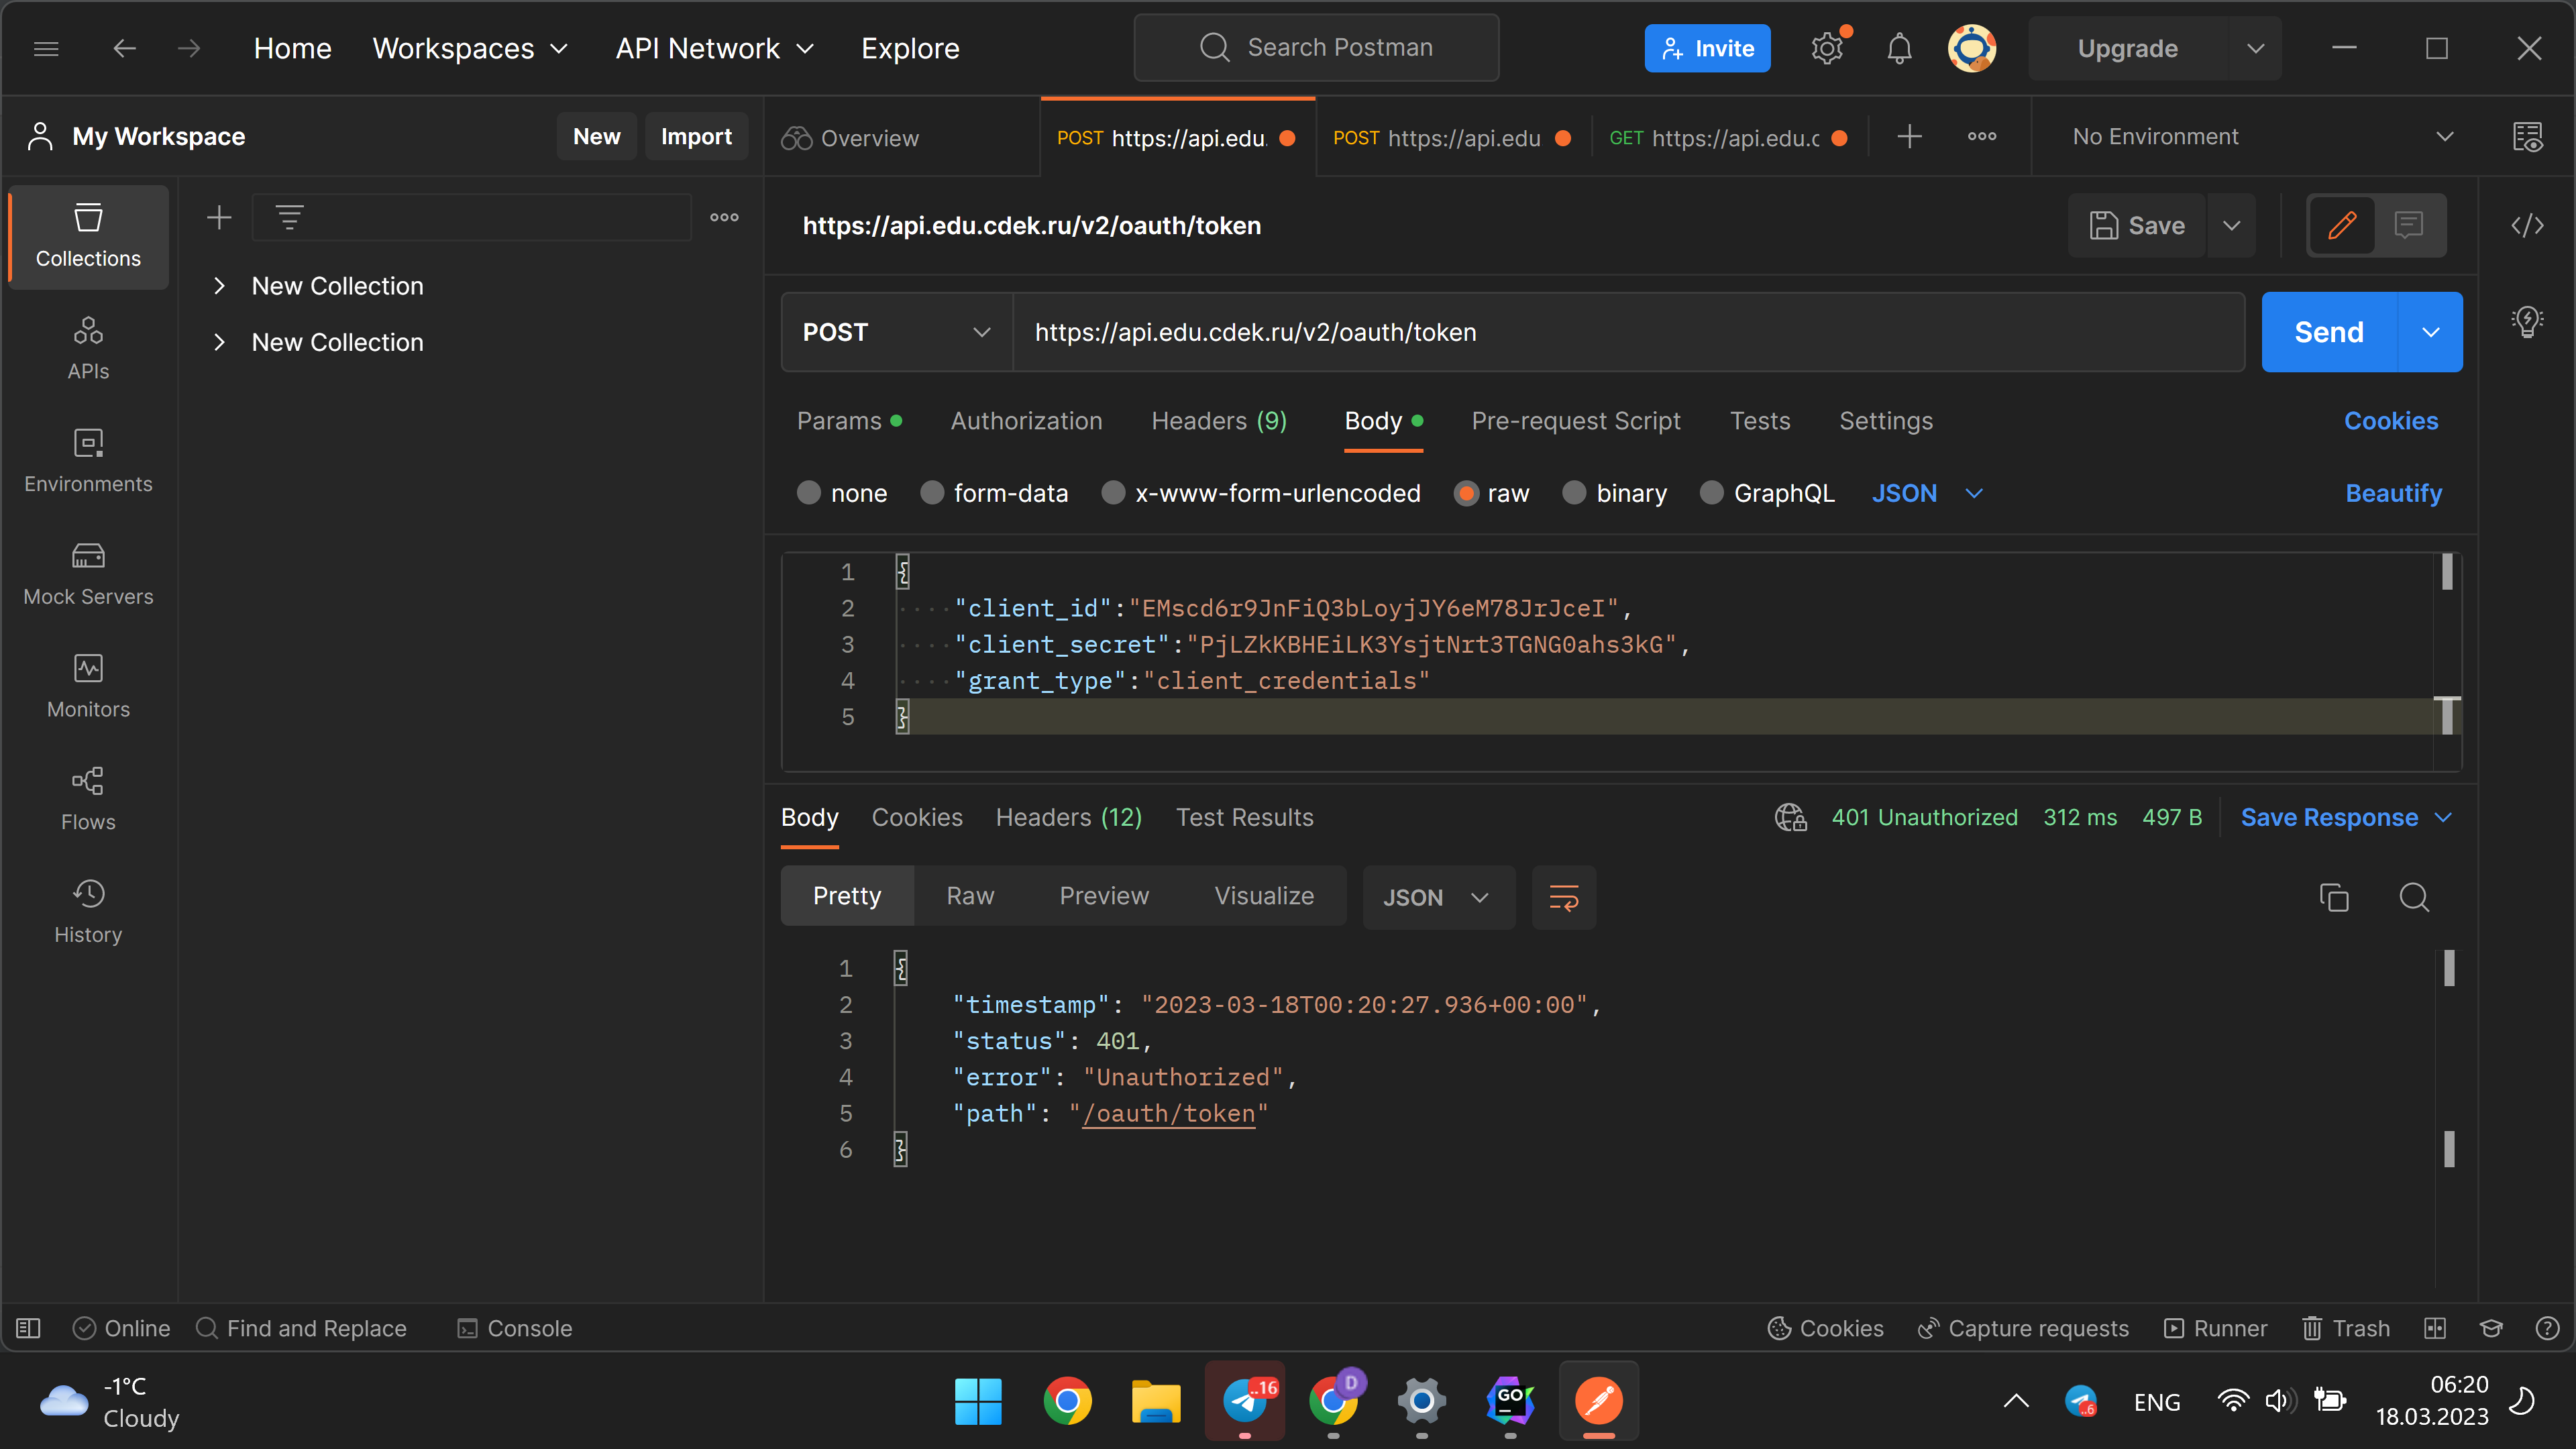 Home Workspaces API Network Explore Search Postman Invite Upgrade
My Workspace New Import Overview POST https://api.edu. POST https://api.edu GET https://api.edu.c No Environment
https://api.edu.cdek.ru/v2/oauth/token Save
Collections
New Collection
New Collection
APIs
Environments
Mock Servers
Monitors
Flows
History
POST https://api.edu.cdek.ru/v2/oauth/token Send
Params Authorization Headers (9) Body Pre-request Script Tests Settings Cookies
none form-data x-www-form-urlencoded raw binary GraphQL JSON Beautify
1 {
2 "client_id":"EMscd6r9JnFiQ3bLoyjJY6eM78JrJceI",
3 "client_secret":"PjLZkKBHEiLK3YsjtNrt3TGNG0ahs3kG",
4 "grant_type":"client_credentials"
5 }
Body Cookies Headers (12) Test Results 401 Unauthorized 312 ms 497 B Save Response
Pretty Raw Preview Visualize JSON
1 {
2 "timestamp": "2023-03-18T00:20:27.936+00:00",
3 "status": 401,
4 "error": "Unauthorized",
5 "path": "/oauth/token"
6 }
Online Find and Replace Console Cookies Capture requests Runner Trash
-1°C
Cloudy
..16
D
GO
..6
ENG
06:20
18.03.2023